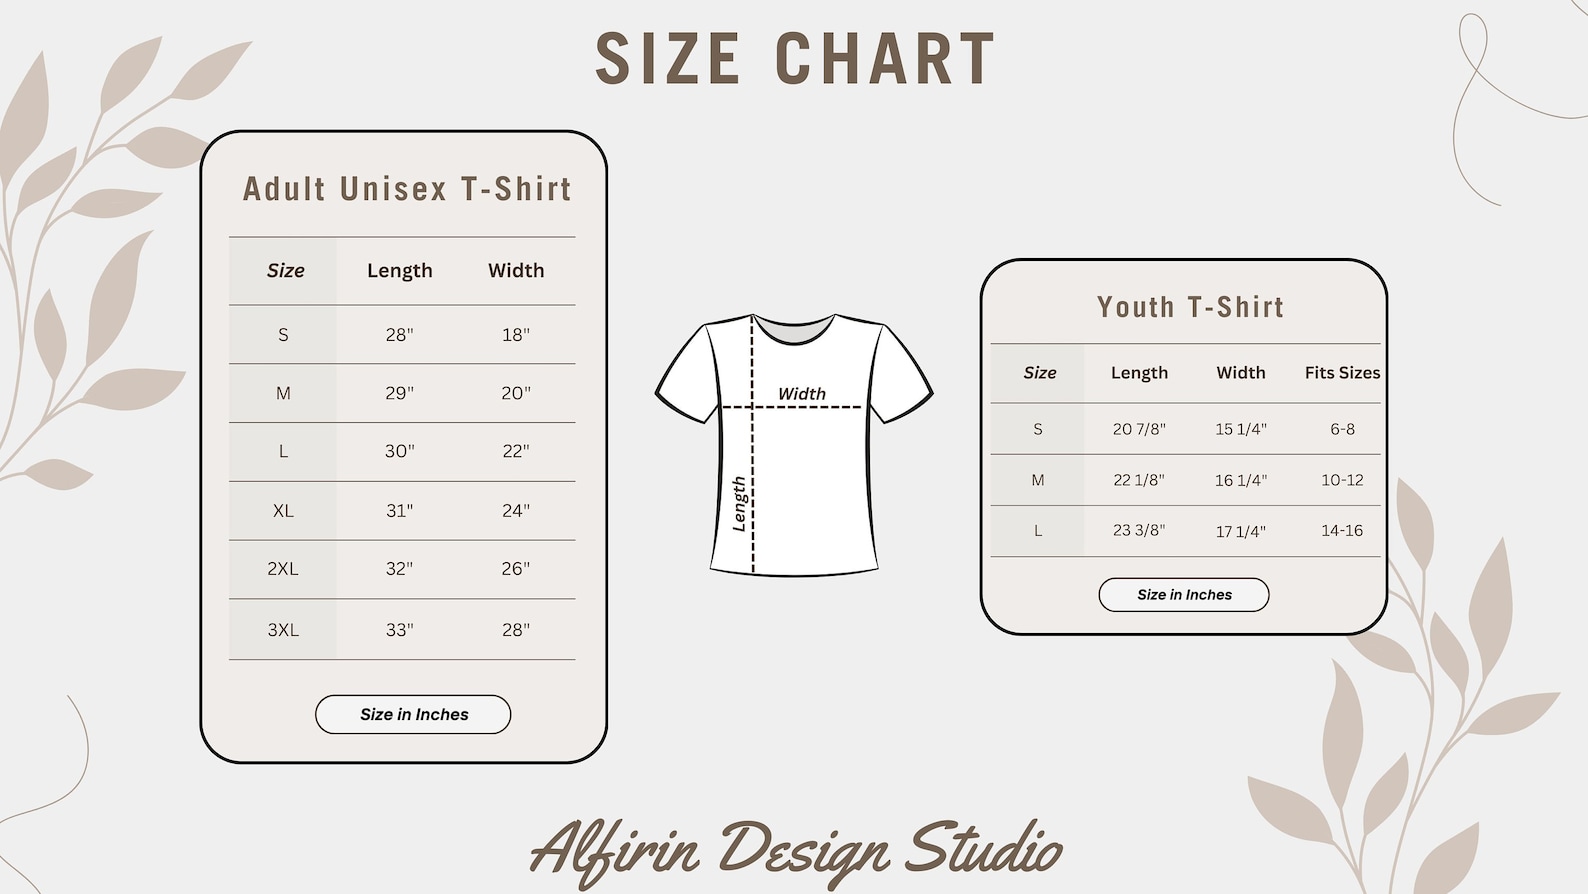 SIZE CHART
Adult Unisex T-Shirt
Size Length Width
S 28" 18"
M 29" 20"
L 30" 22"
XL 31" 24"
2XL 32" 26"
3XL 33" 28"
Size in Inches
Width
Length
Youth T-Shirt
Size Length Width Fits Sizes
S 20 7/8" 15 1/4" 6-8
M 22 1/8" 16 1/4" 10-12
L 23 3/8" 17 1/4" 14-16
Size in Inches
Alfirin Design Studio